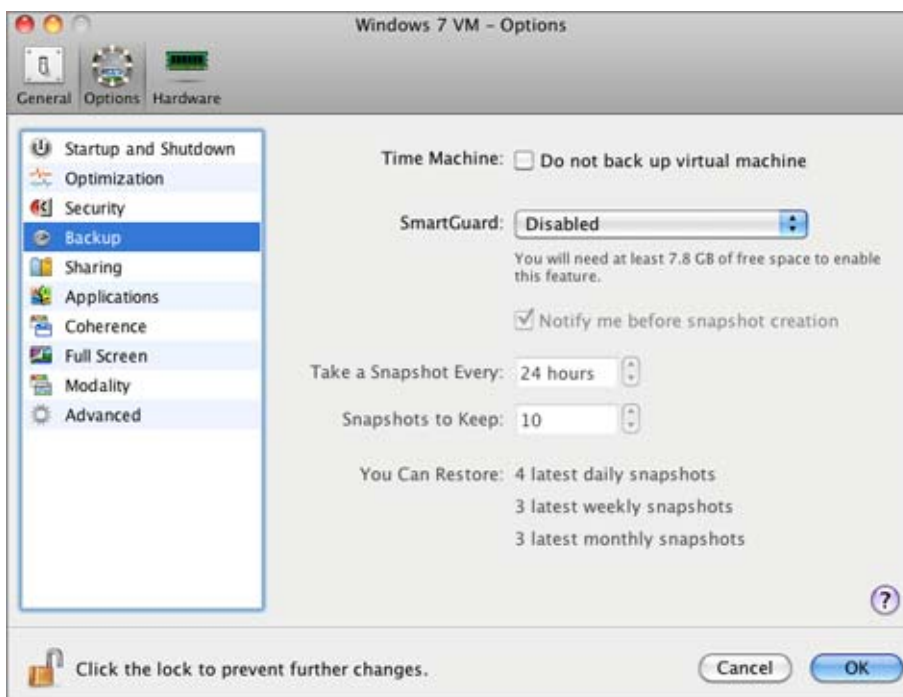 Windows 7 VM – Options
General Options Hardware
Startup and Shutdown
Optimization
Security
Backup
Sharing
Applications
Coherence
Full Screen
Modality
Advanced
Time Machine: Do not back up virtual machine
SmartGuard: Disabled
You will need at least 7.8 GB of free space to enable
this feature.
Notify me before snapshot creation
Take a Snapshot Every: 24 hours
Snapshots to Keep: 10
You Can Restore: 4 latest daily snapshots
3 latest weekly snapshots
3 latest monthly snapshots
?
Click the lock to prevent further changes.
Cancel OK